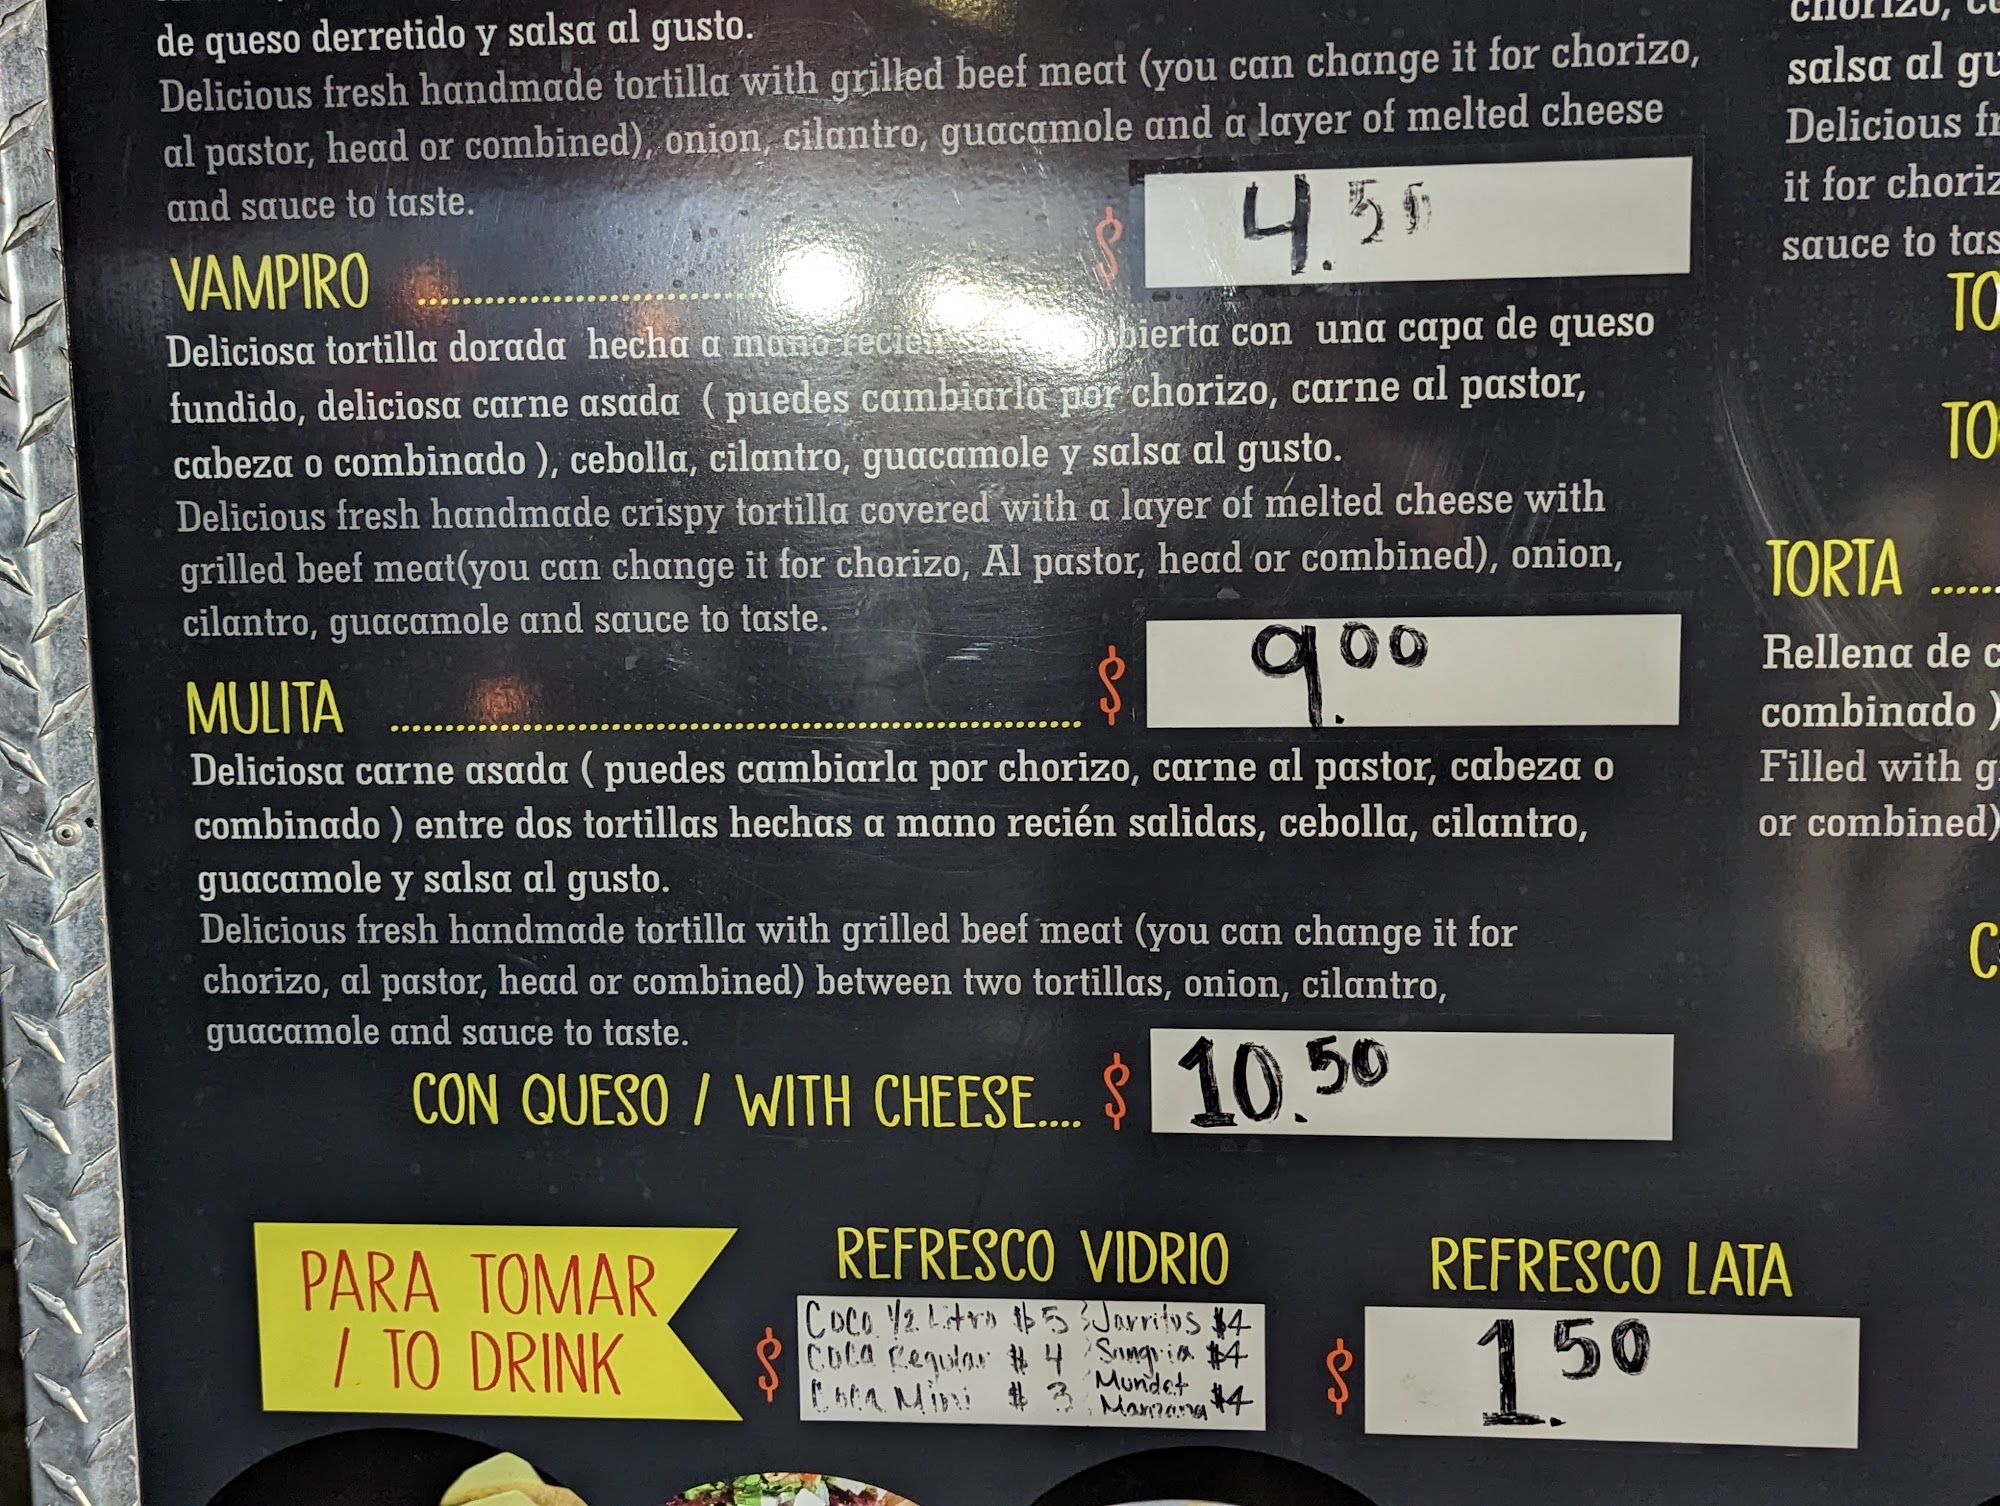 de queso derretido y salsa al gusto.
Delicious fresh handmade tortilla with grilled beef meat (you can change it for chorizo,
al pastor, head or combined), onion, cilantro, guacamole and a layer of melted cheese
and sauce to taste.
VAMPIRO .......... $ 4.50
Deliciosa tortilla dorada hecha a mano bierta con una capa de queso
fundido, deliciosa carne asada ( puedes cambiarla por chorizo, carne al pastor,
cabeza o combinado ), cebolla, cilantro, guacamole y salsa al gusto.
Delicious fresh handmade crispy tortilla covered with a layer of melted cheese with
grilled beef meat(you can change it for chorizo, Al pastor, head or combined), onion,
cilantro, guacamole and sauce to taste.
MULITA .......... $ 9.00
Deliciosa carne asada ( puedes cambiarla por chorizo, carne al pastor, cabeza o
combinado ) entre dos tortillas hechas a mano recién salidas, cebolla, cilantro,
guacamole y salsa al gusto.
Delicious fresh handmade tortilla with grilled beef meat (you can change it for
chorizo, al pastor, head or combined) between two tortillas, onion, cilantro,
guacamole and sauce to taste.
CON QUESO / WITH CHEESE.... $ 10.50
PARA TOMAR
/ TO DRINK
REFRESCO VIDRIO
$
Coca 1/2 Litro $5 Jarritos $4
Coca Regular $4 Sangria $4
Coca Mini $3 Mundet
Manzana $4
REFRESCO LATA
$ 1.50
chorizo,
salsa al
Delicious
it for
sauce to
TORTA ......
Rellena de
combinado )
Filled with
or combined)